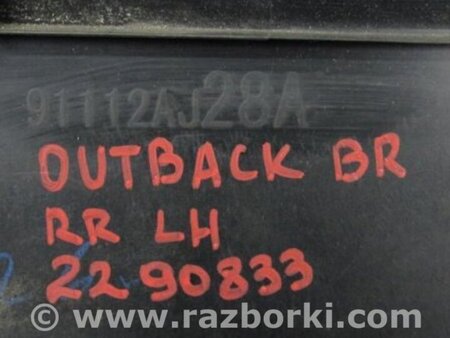 91112AJ28A
OUTBACK BR
RR LH
2290833
© www.razborki.com